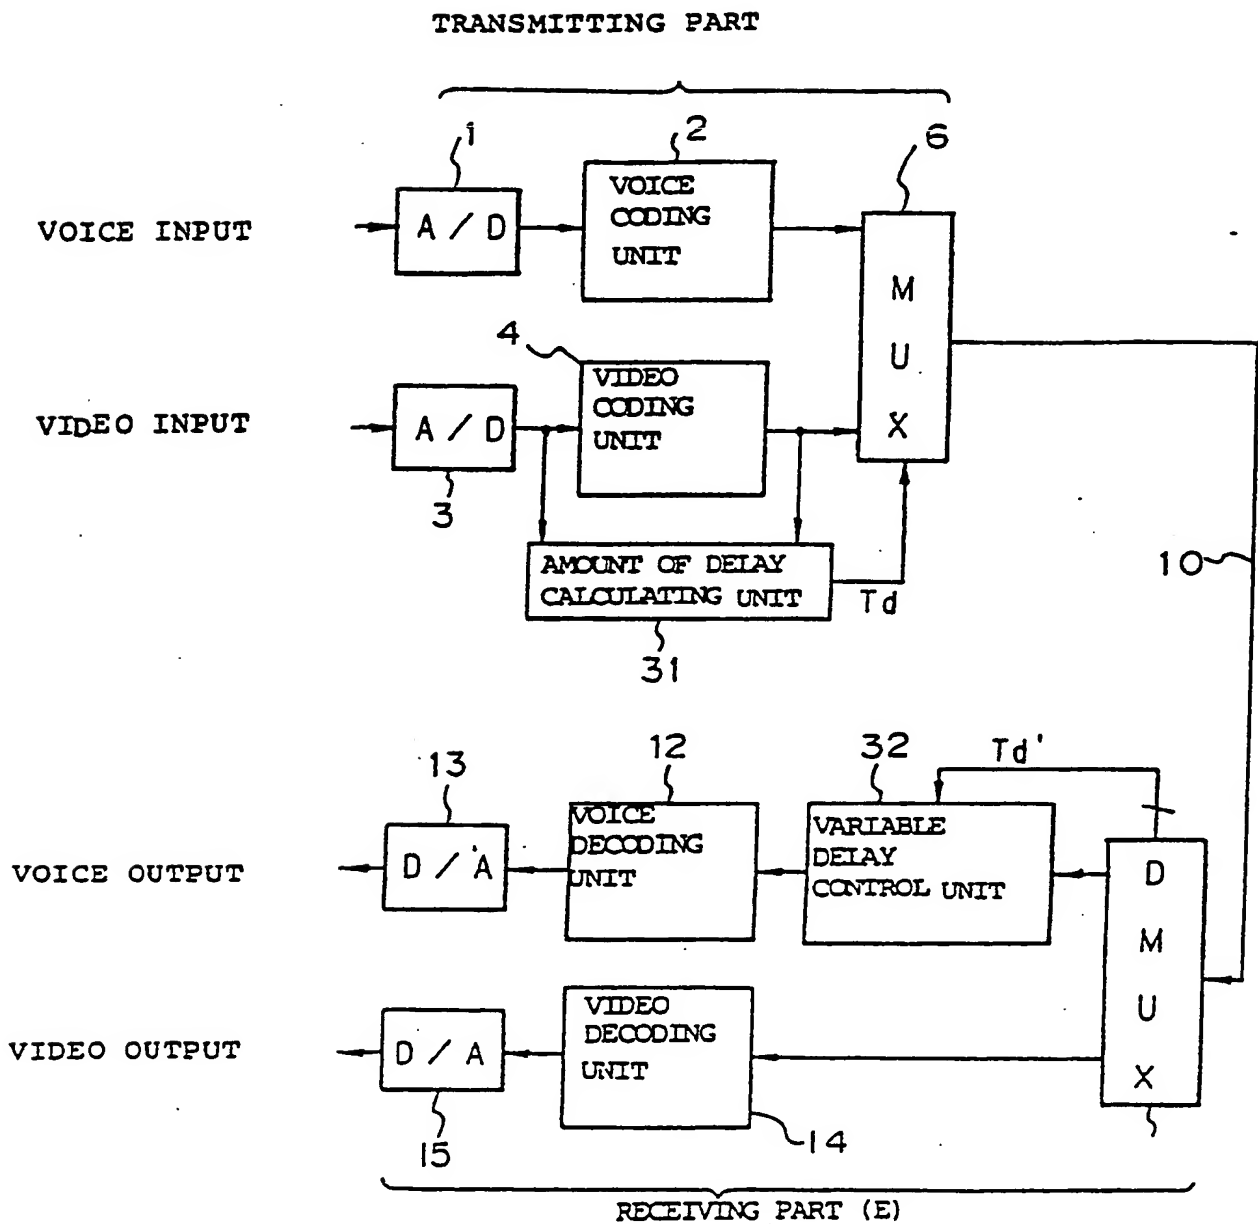 TRANSMITTING PART
1
2
6
VOICE INPUT
A / D
VOICE
CODING
UNIT
M
U
X
4
VIDEO INPUT
A / D
VIDEO
CODING
UNIT
3
AMOUNT OF DELAY
CALCULATING UNIT
Td
10
31
13
12
32
Td'
VOICE OUTPUT
D / A
VOICE
DECODING
UNIT
VARIABLE
DELAY
CONTROL UNIT
D
M
U
X
VIDEO OUTPUT
D / A
VIDEO
DECODING
UNIT
15
14
RECEIVING PART (E)